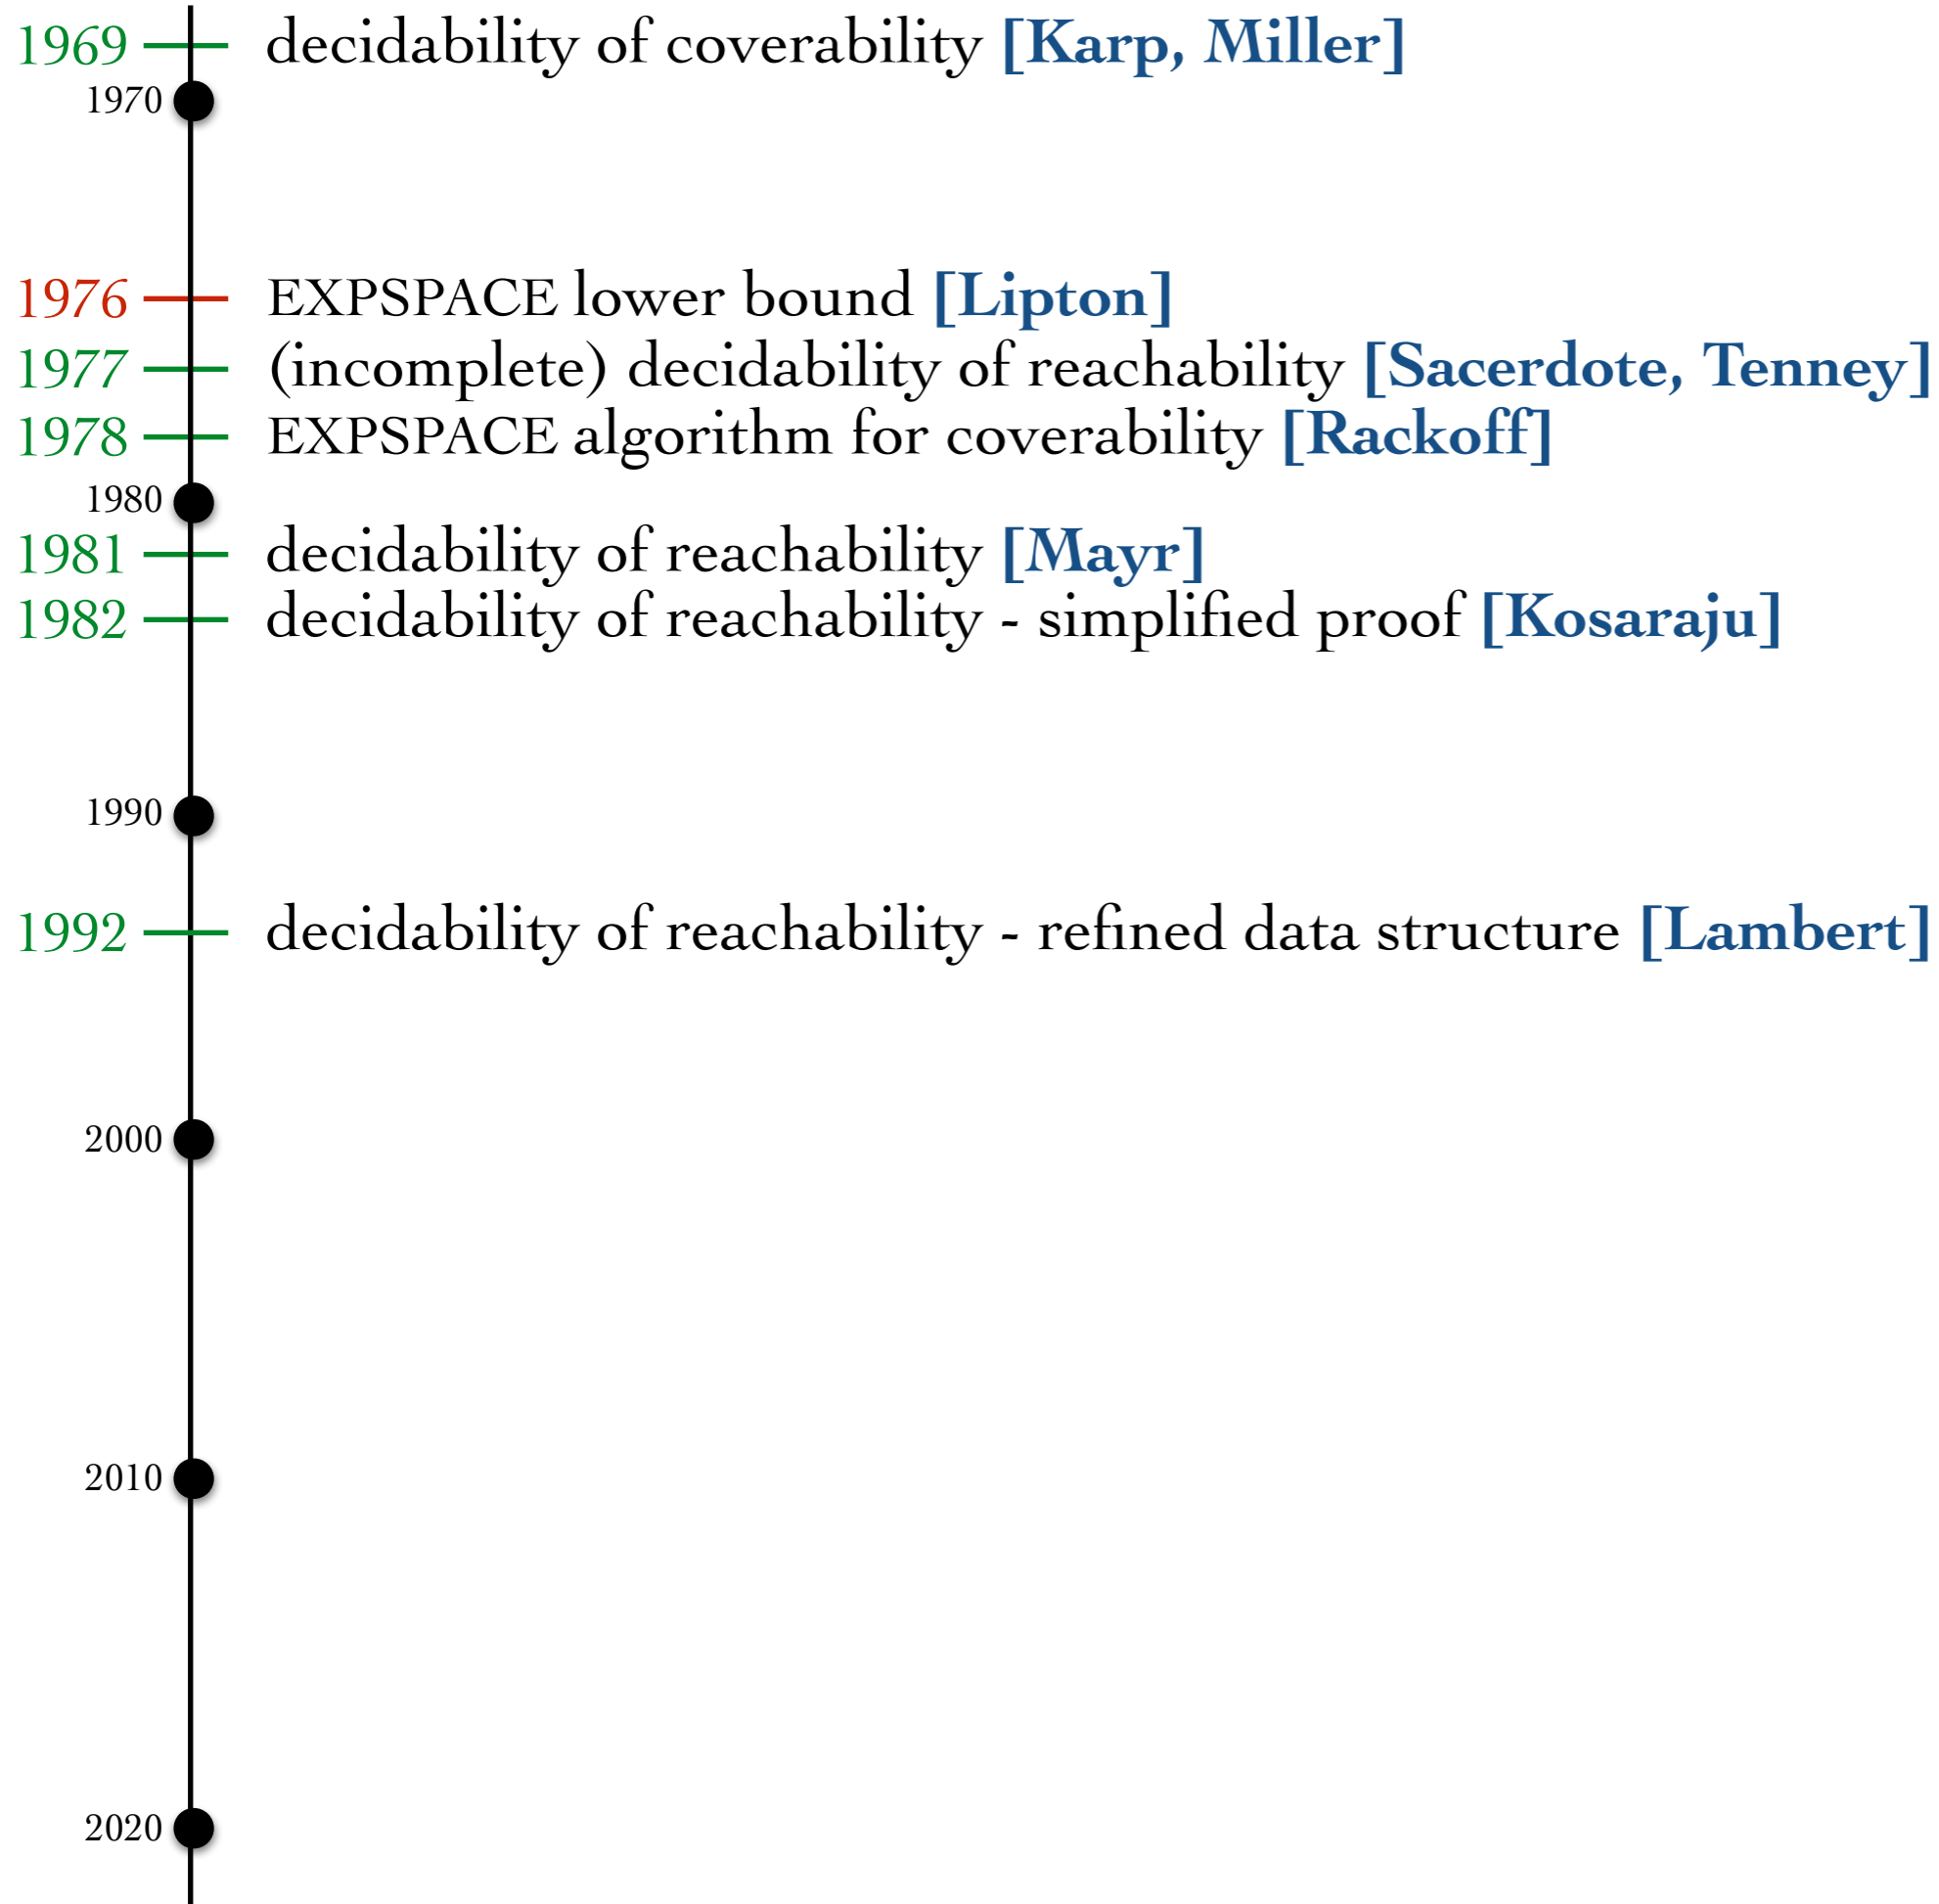 1969 decidability of coverability [Karp, Miller]
1970
1976 EXPSPACE lower bound [Lipton]
1977 (incomplete) decidability of reachability [Sacerdote, Tenney]
1978 EXPSPACE algorithm for coverability [Rackoff]
1980
1981 decidability of reachability [Mayr]
1982 decidability of reachability - simplified proof [Kosaraju]
1990
1992 decidability of reachability - refined data structure [Lambert]
2000
2010
2020